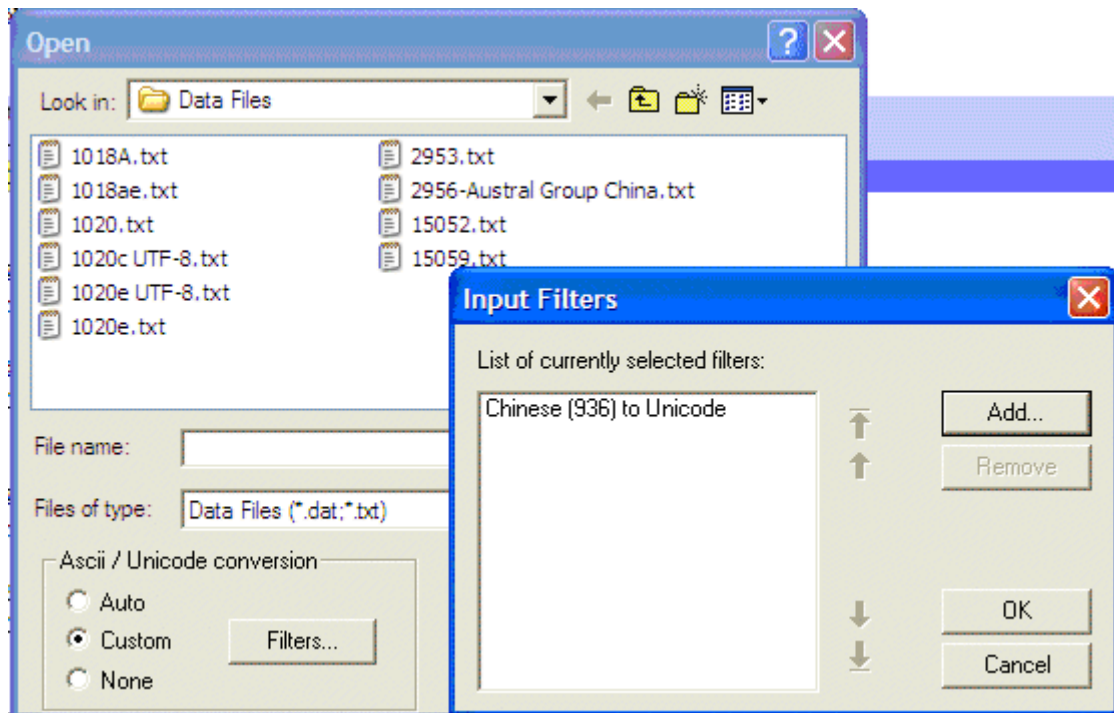 Open
Look in: Data Files
1018A.txt
1018ae.txt
1020.txt
1020c UTF-8.txt
1020e UTF-8.txt
1020e.txt
2953.txt
2956-Austral Group China.txt
15052.txt
15059.txt
File name:
Files of type: Data Files (*.dat;*.txt)
Ascii / Unicode conversion
Auto
Custom
Filters...
None
Input Filters
List of currently selected filters:
Chinese (936) to Unicode
Add...
Remove
OK
Cancel